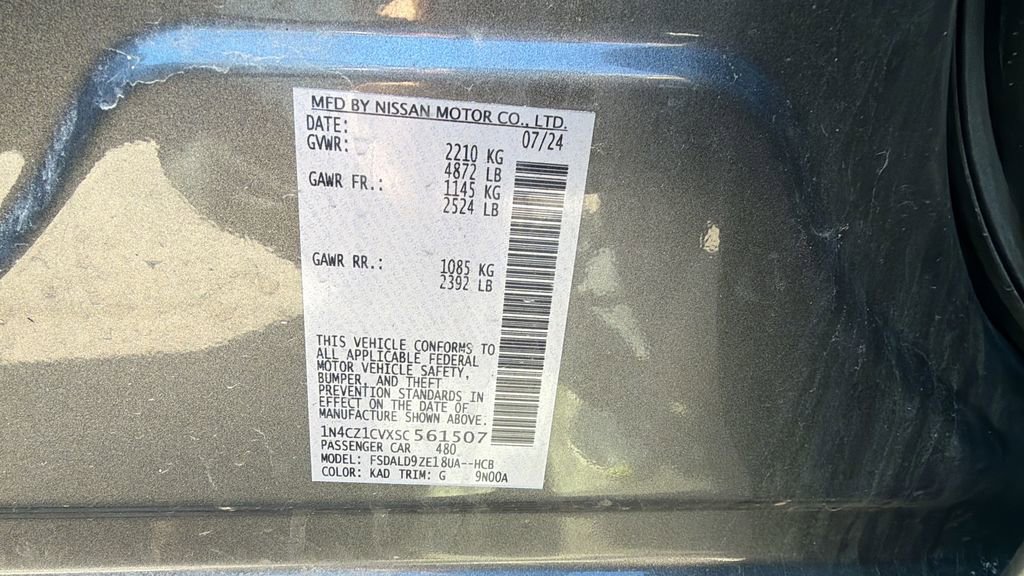 MFD BY NISSAN MOTOR CO., LTD.
DATE: 07/24
GVWR: 2210 KG
4872 LB
GAWR FR.: 1145 KG
2524 LB
GAWR RR.: 1085 KG
2392 LB
THIS VEHICLE CONFORMS TO
ALL APPLICABLE FEDERAL
MOTOR VEHICLE SAFETY,
BUMPER, AND THEFT
PREVENTION STANDARDS IN
EFFECT ON THE DATE OF
MANUFACTURE SHOWN ABOVE.
1N4CZ1CVXSC561507
PASSENGER CAR 480
MODEL: FSDALD9ZE18UA--HCB
COLOR: KAD TRIM: G 9N00A